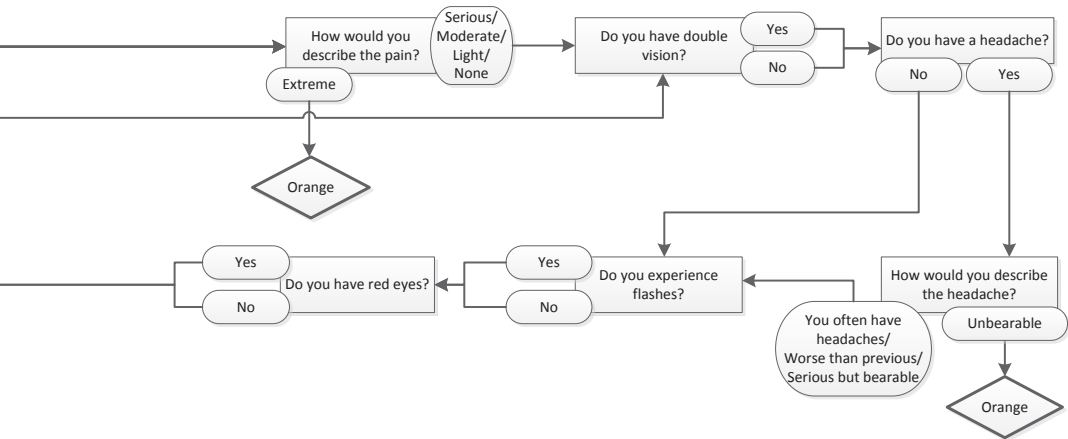 How would you
describe the pain?
Serious/
Moderate/
Light/
None
Extreme
Orange
Do you have double
vision?
Yes
No
Do you have a headache?
No
Yes
Yes
No
Do you have red eyes?
Yes
No
Do you experience
flashes?
You often have
headaches/
Worse than previous/
Serious but bearable
How would you describe
the headache?
Unbearable
Orange